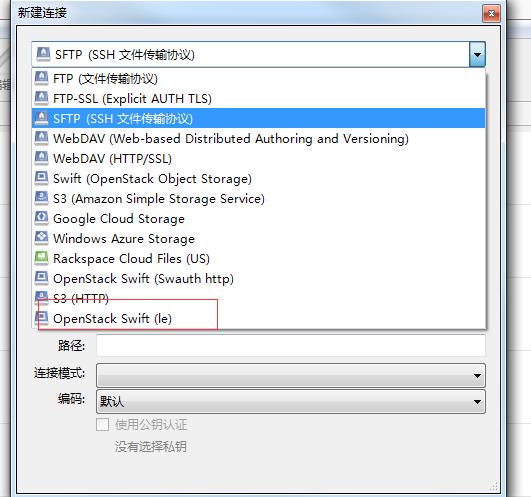 新建连接
SFTP (SSH 文件传输协议)
FTP (文件传输协议)
FTP-SSL (Explicit AUTH TLS)
SFTP (SSH 文件传输协议)
WebDAV (Web-based Distributed Authoring and Versioning)
WebDAV (HTTP/SSL)
Swift (OpenStack Object Storage)
S3 (Amazon Simple Storage Service)
Google Cloud Storage
Windows Azure Storage
Rackspace Cloud Files (US)
OpenStack Swift (Swauth http)
S3 (HTTP)
OpenStack Swift (le)
路径:
连接模式:
编码: 默认
使用公钥认证
没有选择私钥